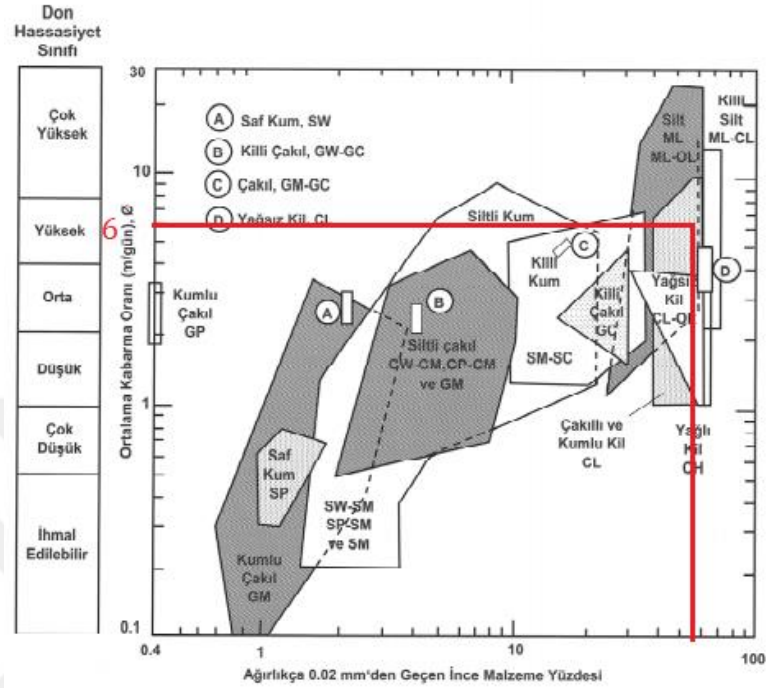 Don
Hassasiyet
Sınıfı
Çok
Yüksek
Yüksek
Orta
Düşük
Çok
Düşük
İhmal
Edilebilir
Ortalama Kabarma Oranı (m/gün), Ø
30
10
6
1
0.1
A Saf Kum, SW
B Killi Çakıl, GW-GC
C Çakıl, GM-GC
D Yağsız Kil, CL
Siltli Kum
Silt
ML
ML-OL
Killi
Silt
ML-CL
Kumlu
Çakıl
GP
A
B
C
D
Killi
Kum
Killi
Çakıl
GC
Yağsız
Kil
CL-OL
Siltli çakıl
GW-GM,GP-GM
ve GM
SM-SC
Çakıllı ve
Kumlu Kil
CL
Yağlı
Kil
CH
Saf
Kum
SP
SW-SM
SP-SM
ve SM
Kumlu
Çakıl
GM
0.4
1
10
100
Ağırlıkça 0.02 mm'den Geçen İnce Malzeme Yüzdesi